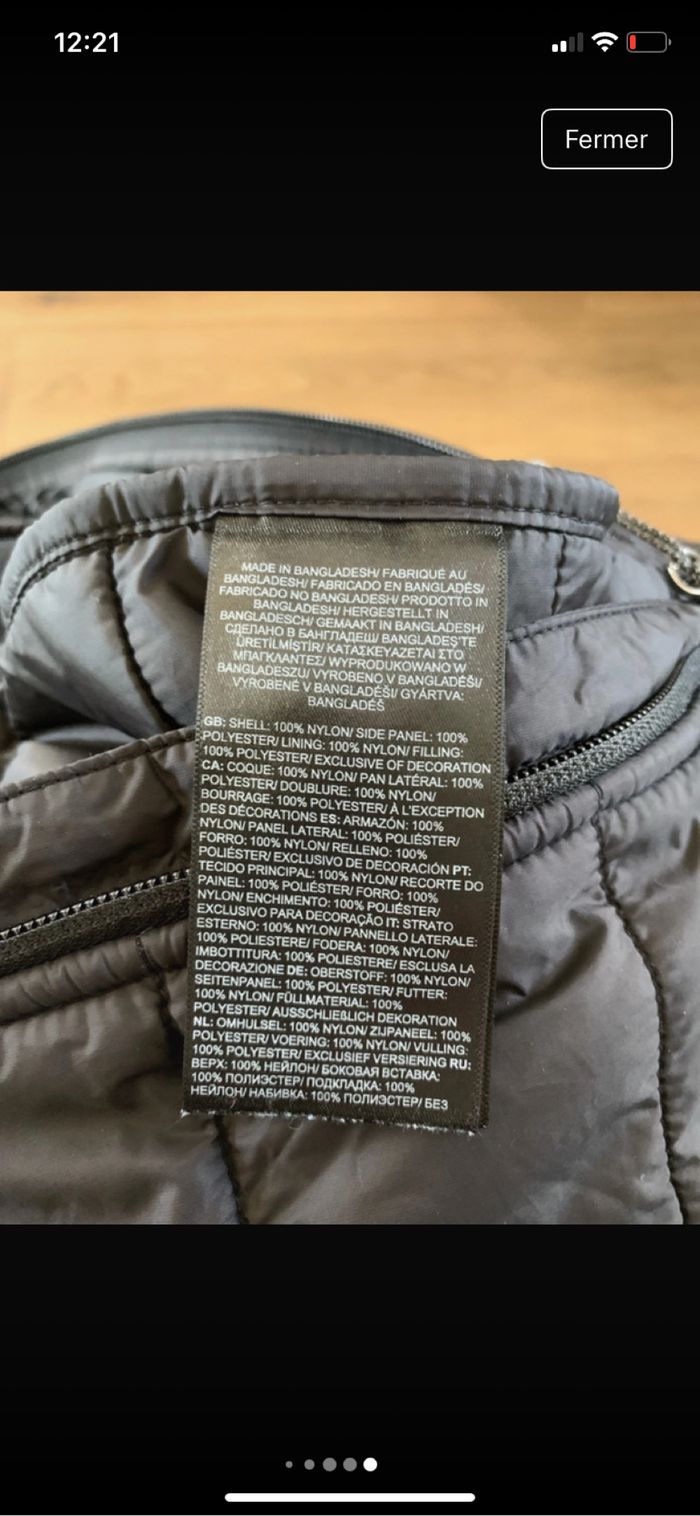 12:21
Fermer
MADE IN BANGLADESH/ FABRIQUÉ AU
BANGLADESH/ FABRICADO EN BANGLADÉS/
FABRICADO NO BANGLADESH/ PRODOTTO IN
BANGLADESH/ HERGESTELLT IN
BANGLADESCH/ GEMAAKT IN BANGLADESH/
СДЕЛАНО В БАНГЛАДЕШ/ BANGLADEŞ'TE
ÜRETİLMİŞTİR/ ΚΑΤΑΣΚΕΥΑΖΕΤΑΙ ΣΤΟ
ΜΠΑΓΚΛΑΝΤΕΣ/ WYPRODUKOWANO W
BANGLADESZU/ VYROBENO V BANGLADÉŠI/
VYROBENÉ V BANGLADÉŠI/ GYÁRTVA:
BANGLADÉŠ
GB: SHELL: 100% NYLON/ SIDE PANEL: 100%
POLYESTER/ LINING: 100% NYLON/ FILLING:
100% POLYESTER/ EXCLUSIVE OF DECORATION
CA: COQUE: 100% NYLON/ PAN LATÉRAL: 100%
POLYESTER/ DOUBLURE: 100% NYLON/
BOURRAGE: 100% POLYESTER/ À L'EXCEPTION
DES DÉCORATIONS ES: ARMAZÓN: 100%
NYLON/ PANEL LATERAL: 100% POLIÉSTER/
FORRO: 100% NYLON/ RELLENO: 100%
POLIÉSTER/ EXCLUSIVO DE DECORACIÓN PT:
TECIDO PRINCIPAL: 100% NYLON/ RECORTE DO
PAINEL: 100% POLIÉSTER/ FORRO: 100%
NYLON/ ENCHIMENTO: 100% POLIÉSTER/
EXCLUSIVO PARA DECORAÇÃO IT: STRATO
ESTERNO: 100% NYLON/ PANNELLO LATERALE:
100% POLIESTERE/ FODERA: 100% NYLON/
IMBOTTITURA: 100% POLIESTERE/ ESCLUSA LA
DECORAZIONE DE: OBERSTOFF: 100% NYLON/
SEITENPANEL: 100% POLYESTER/ FUTTER:
100% NYLON/ FÜLLMATERIAL: 100%
POLYESTER/ AUSSCHLIEßLICH DEKORATION
NL: OMHULSEL: 100% NYLON/ ZIJPANEEL: 100%
POLYESTER/ VOERING: 100% NYLON/ VULLING:
100% POLYESTER/ EXCLUSIEF VERSIERING RU:
ВЕРХ: 100% НЕЙЛОН/ БОКОВАЯ ВСТАВКА:
100% ПОЛИЭСТЕР/ ПОДКЛАДКА: 100%
НЕЙЛОН/ НАБИВКА: 100% ПОЛИЭСТЕР/ БЕЗ